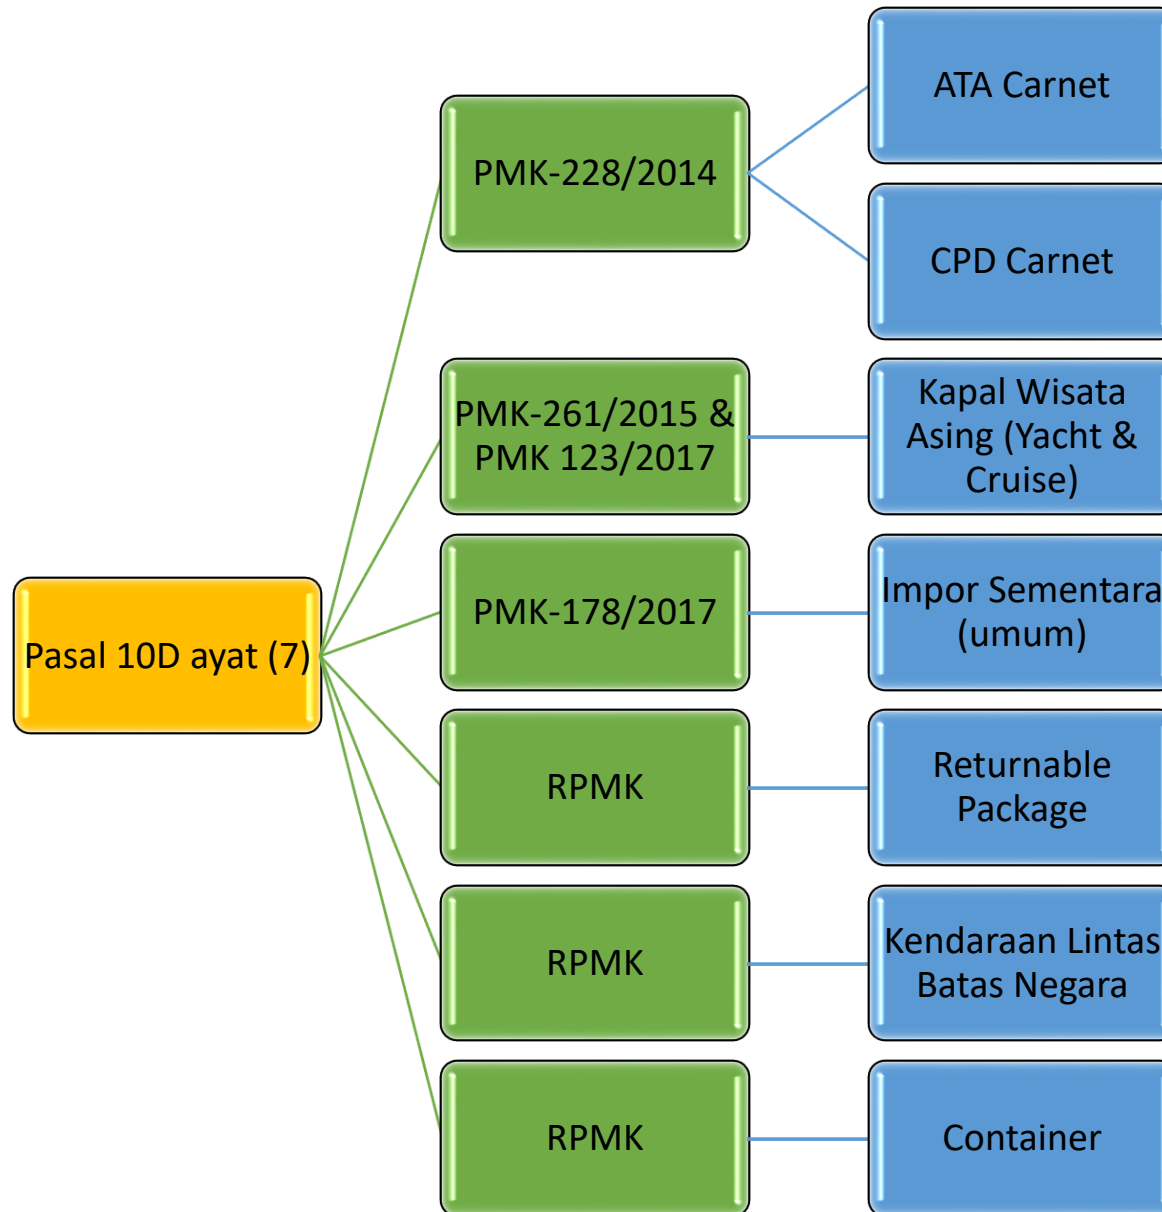 ATA Carnet
PMK-228/2014
CPD Carnet
PMK-261/2015 &
PMK 123/2017
Kapal Wisata
Asing (Yacht &
Cruise)
Pasal 10D ayat (7)
PMK-178/2017
Impor Sementara
(umum)
RPMK
Returnable
Package
RPMK
Kendaraan Lintas
Batas Negara
RPMK
Container